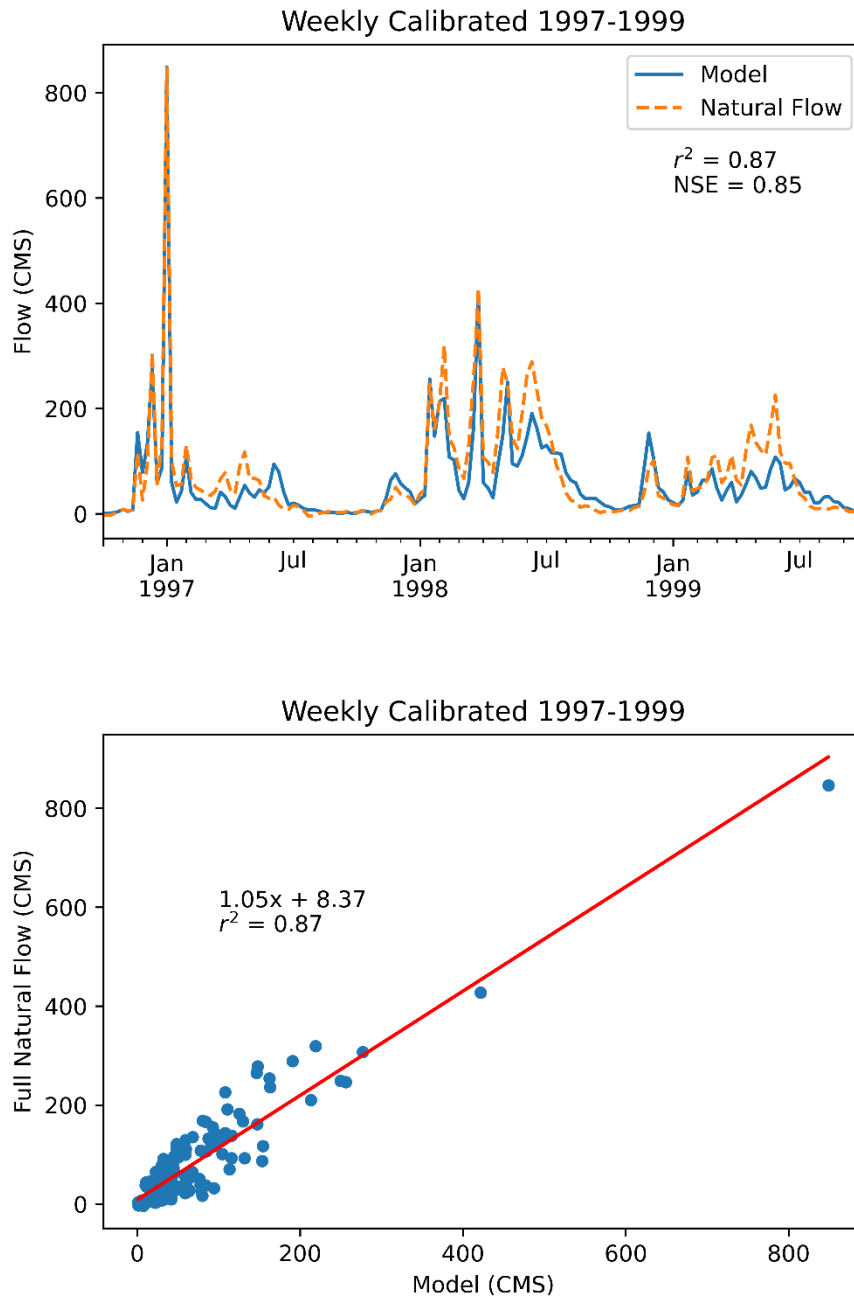 Weekly Calibrated 1997-1999
Model
Natural Flow
r² = 0.87
NSE = 0.85
Flow (CMS)
800
600
400
200
0
Jan
1997
Jul
Jan
1998
Jul
Jan
1999
Jul
Weekly Calibrated 1997-1999
1.05x + 8.37
r² = 0.87
Full Natural Flow (CMS)
800
600
400
200
0
0 200 400 600 800
Model (CMS)